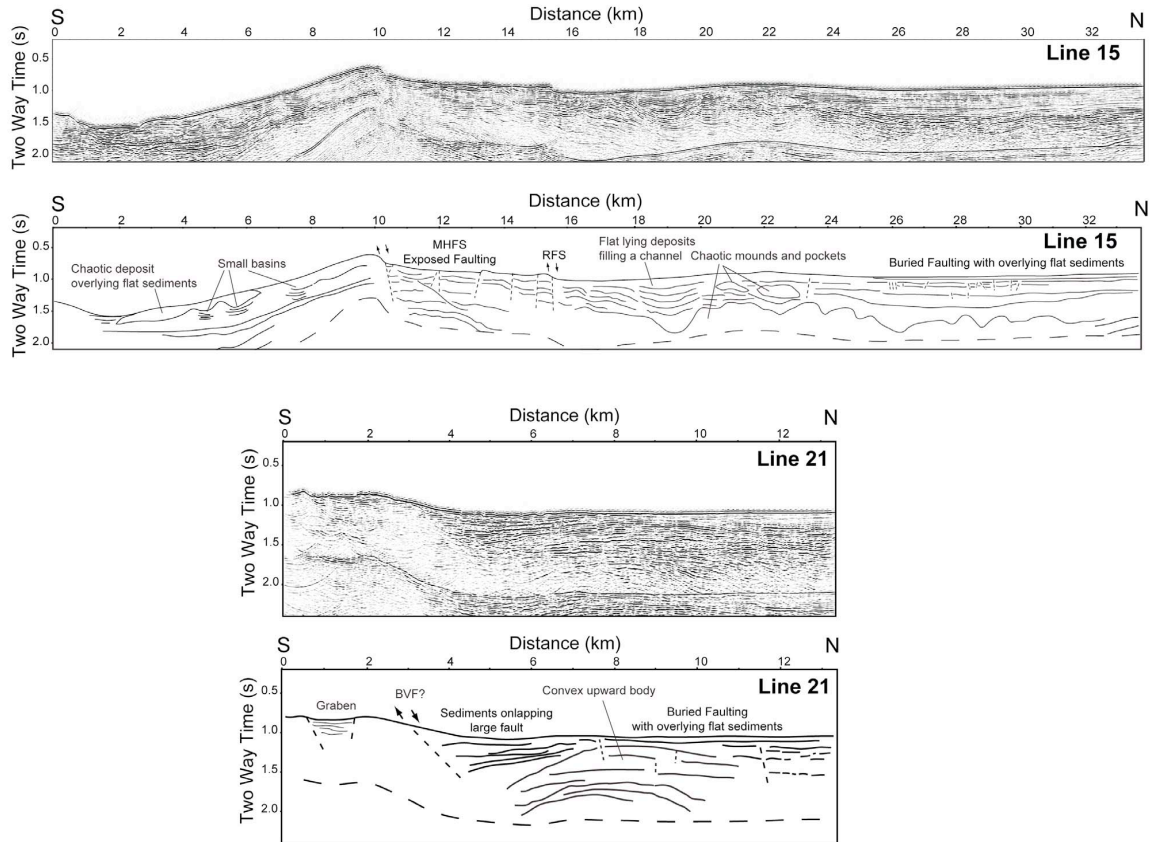 S Distance (km) N
0 2 4 6 8 10 12 14 16 18 20 22 24 26 28 30 32
Line 15
Two Way Time (s)
0.5
1.0
1.5
2.0
S Distance (km) N
0 2 4 6 8 10 12 14 16 18 20 22 24 26 28 30 32
Line 15
Two Way Time (s)
0.5
1.0
1.5
2.0
Chaotic deposit
overlying flat sediments
Small basins
MHFS
Exposed Faulting
RFS
Flat lying deposits
filling a channel
Chaotic mounds and pockets
Buried Faulting with overlying flat sediments
S Distance (km) N
0 2 4 6 8 10 12
Line 21
Two Way Time (s)
0.5
1.0
1.5
2.0
S Distance (km) N
0 2 4 6 8 10 12
Line 21
Two Way Time (s)
0.5
1.0
1.5
2.0
Graben
BVF?
Sediments onlapping
large fault
Convex upward body
Buried Faulting
with overlying flat sediments